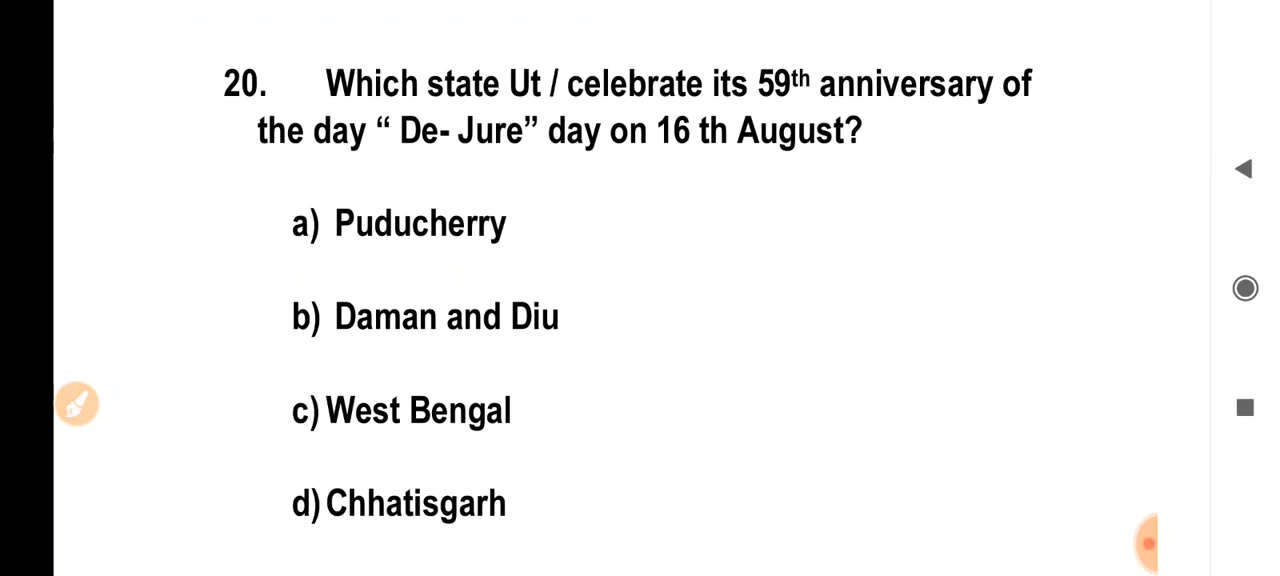 20. Which state Ut / celebrate its 59th anniversary of
the day “ De- Jure” day on 16 th August?
a) Puducherry
b) Daman and Diu
c) West Bengal
d) Chhatisgarh